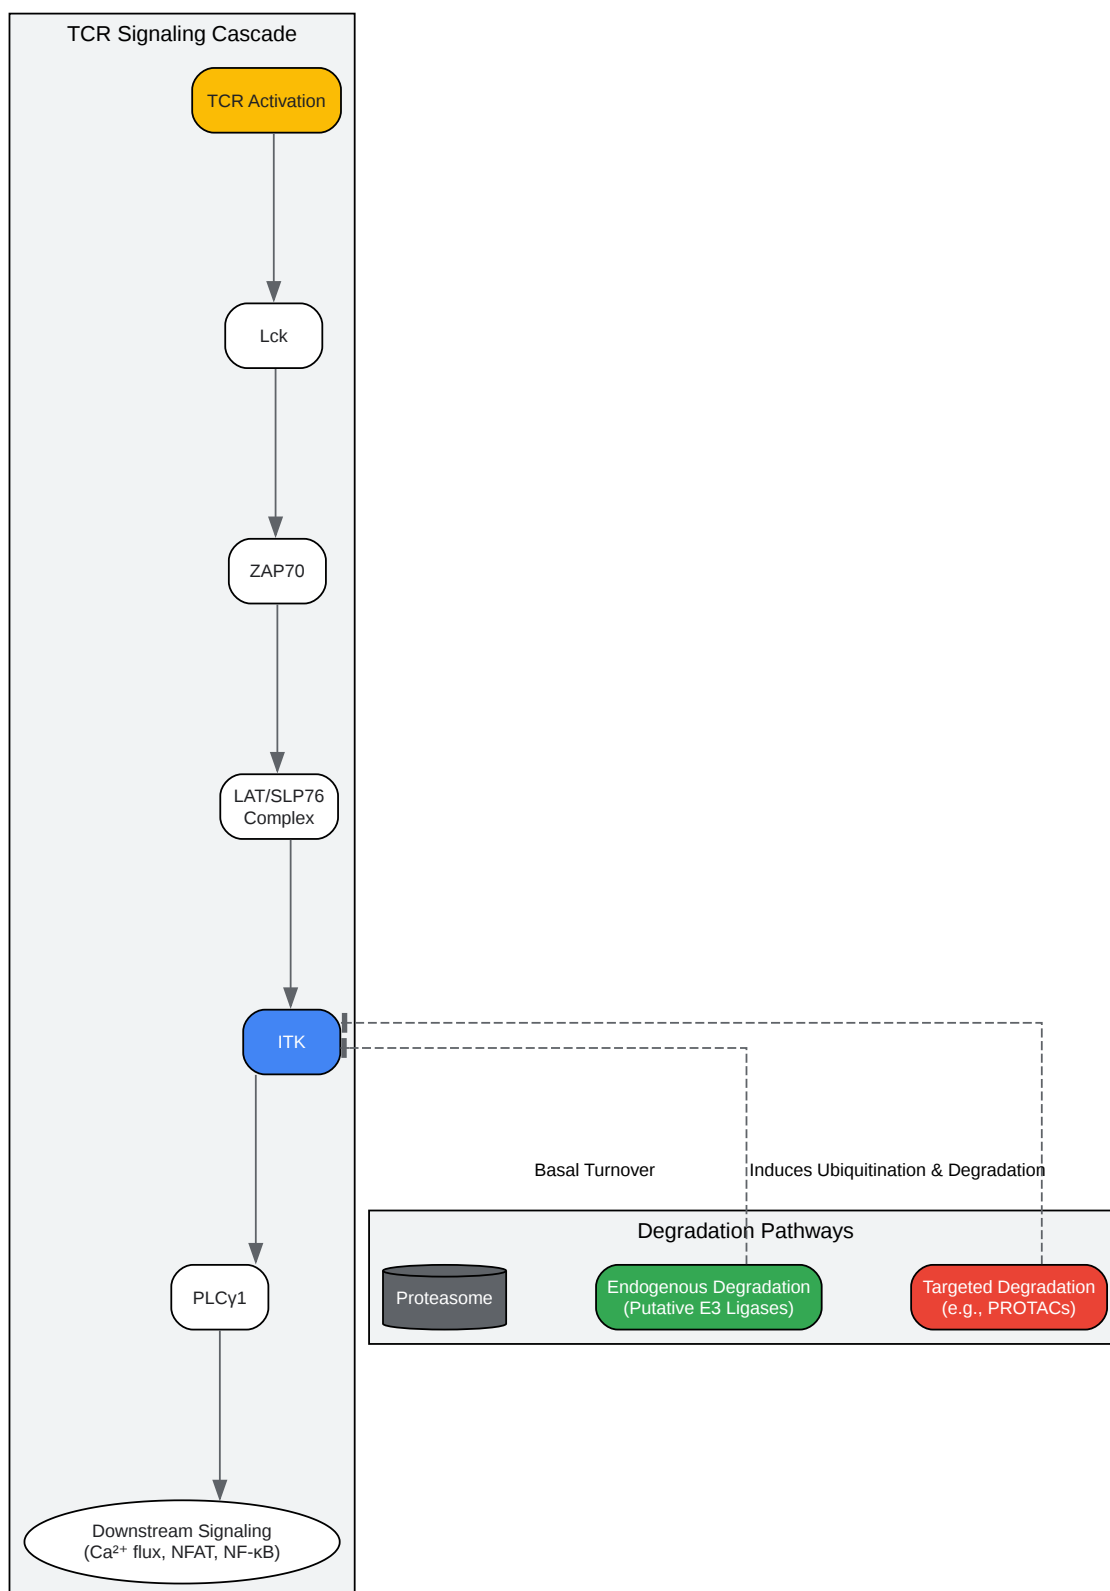 TCR Signaling Cascade
TCR Activation
Lck
ZAP70
LAT/SLP76
Complex
ITK
PLCγ1
Downstream Signaling
(Ca²⁺ flux, NFAT, NF-κB)
Basal Turnover
Induces Ubiquitination & Degradation
Degradation Pathways
Proteasome
Endogenous Degradation
(Putative E3 Ligases)
Targeted Degradation
(e.g., PROTACs)